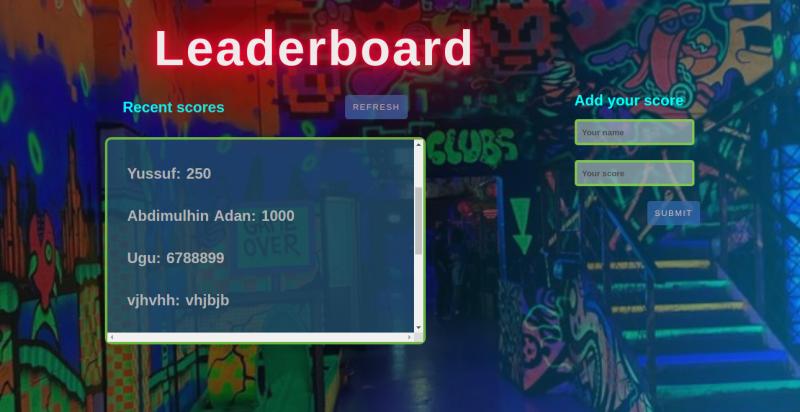 Leaderboard
Recent scores
REFRESH
Yussuf: 250
Abdimulhin Adan: 1000
Ugu: 6788899
vjhvhh: vhjbjb
Add your score
Your name
Your score
SUBMIT
CLUBS
GAME
OVER